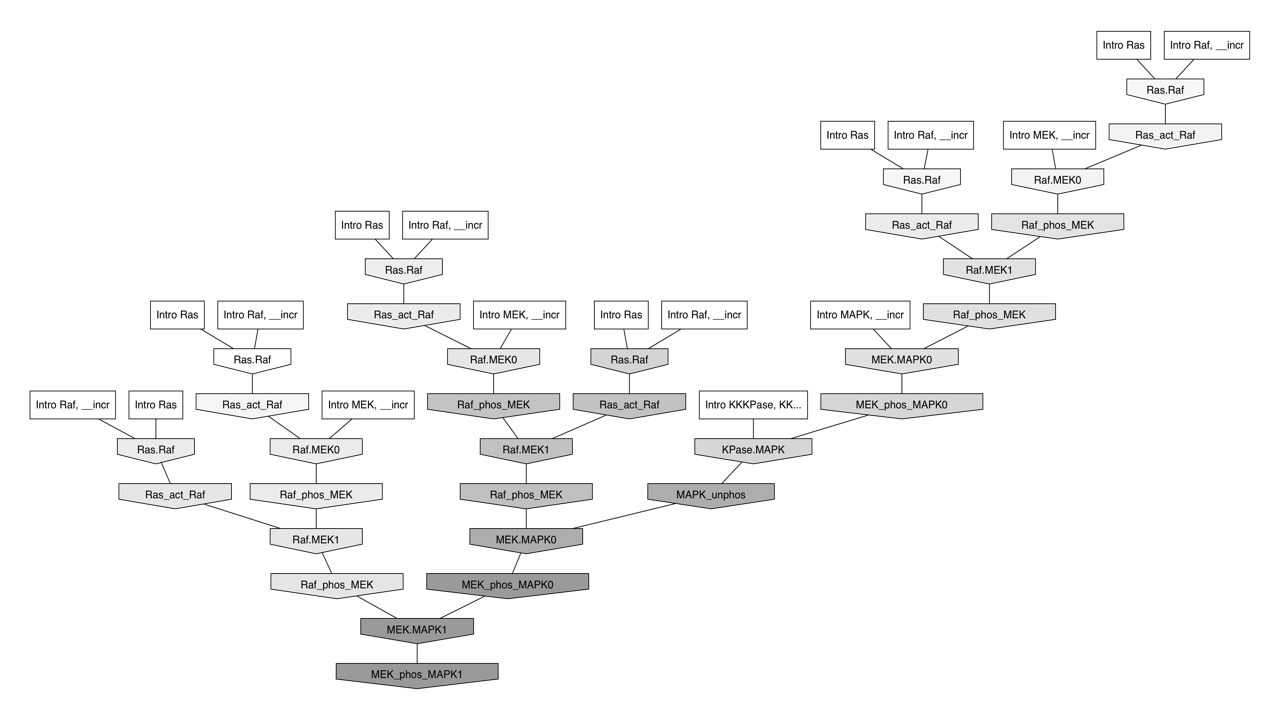 Intro Ras
Intro Raf, __incr
Ras.Raf
Intro Ras
Intro Raf, __incr
Intro MEK, __incr
Ras_act_Raf
Ras.Raf
Raf.MEK0
Intro Ras
Intro Raf, __incr
Ras_act_Raf
Raf_phos_MEK
Ras.Raf
Raf.MEK1
Intro Ras
Intro Raf, __incr
Ras_act_Raf
Intro MEK, __incr
Intro Ras
Intro Raf, __incr
Intro MAPK, __incr
Raf_phos_MEK
Ras.Raf
Raf.MEK0
Ras.Raf
MEK.MAPK0
Intro Raf, __incr
Intro Ras
Ras_act_Raf
Intro MEK, __incr
Raf_phos_MEK
Ras_act_Raf
Intro KKKPase, KK...
MEK_phos_MAPK0
Ras.Raf
Raf.MEK0
Raf.MEK1
KPase.MAPK
Ras_act_Raf
Raf_phos_MEK
Raf_phos_MEK
MAPK_unphos
Raf.MEK1
MEK.MAPK0
Raf_phos_MEK
MEK_phos_MAPK0
MEK.MAPK1
MEK_phos_MAPK1